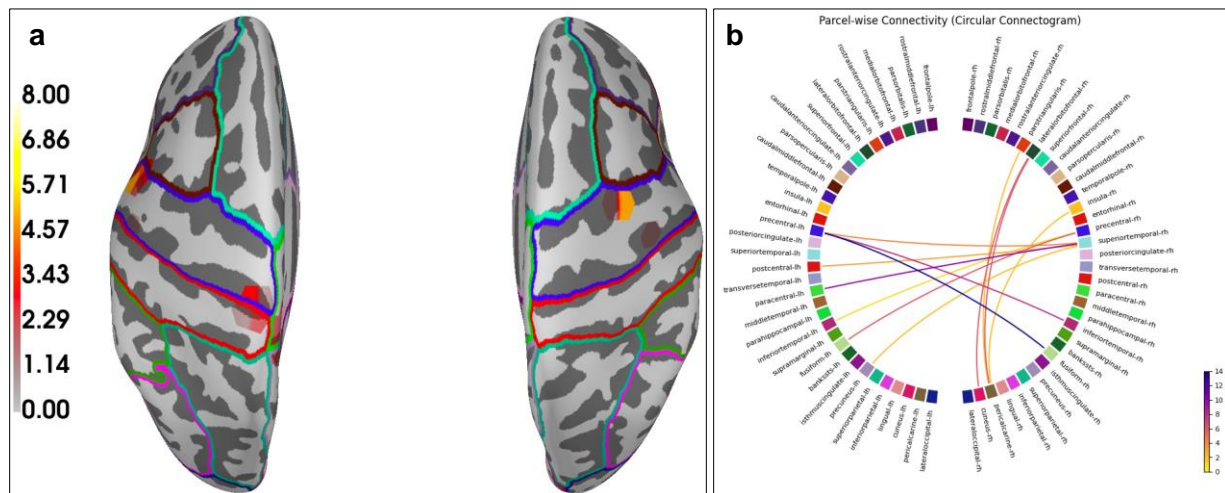 a
8.00
6.86
5.71
4.57
3.43
2.29
1.14
0.00
b
Parcel-wise Connectivity (Circular Connectogram)
frontalpole-lh
rostralmiddlefrontal-lh
parsorbitalis-lh
medialorbitofrontal-lh
rostralanteriorcingulate-lh
parstriangularis-lh
lateralorbitofrontal-lh
superiorfrontal-lh
caudalanteriorcingulate-lh
parsopercularis-lh
caudalmiddlefrontal-lh
temporalpole-lh
insula-lh
entorhinal-lh
precentral-lh
posteriorcingulate-lh
superiortemporal-lh
postcentral-lh
transversetemporal-lh
paracentral-lh
middletemporal-lh
parahippocampal-lh
inferiortemporal-lh
supramarginal-lh
fusiform-lh
bankssts-lh
isthmuscingulate-lh
precuneus-lh
superiorparietal-lh
inferiorparietal-lh
lingual-lh
cuneus-lh
pericalcarine-lh
lateraloccipital-lh
frontalpole-rh
rostralmiddlefrontal-rh
parsorbitalis-rh
medialorbitofrontal-rh
rostralanteriorcingulate-rh
parstriangularis-rh
lateralorbitofrontal-rh
superiorfrontal-rh
caudalanteriorcingulate-rh
parsopercularis-rh
caudalmiddlefrontal-rh
temporalpole-rh
insula-rh
entorhinal-rh
precentral-rh
superiortemporal-rh
posteriorcingulate-rh
transversetemporal-rh
postcentral-rh
paracentral-rh
middletemporal-rh
parahippocampal-rh
inferiortemporal-rh
supramarginal-rh
bankssts-rh
fusiform-rh
isthmuscingulate-rh
precuneus-rh
superiorparietal-rh
inferiorparietal-rh
lingual-rh
pericalcarine-rh
cuneus-rh
lateraloccipital-rh
14
12
10
8
6
4
2
0